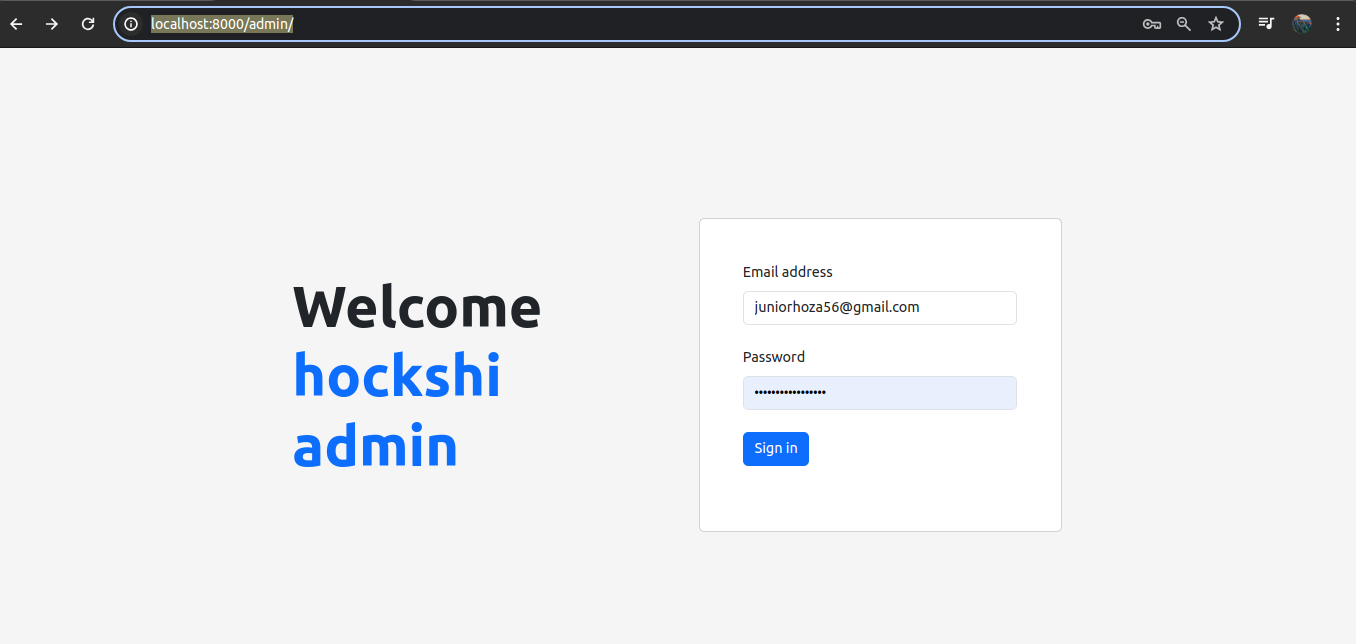 localhost:8000/admin/
Welcome
hockshi
admin
Email address
juniorhoza56@gmail.com
Password
•••••••••••••••••
Sign in